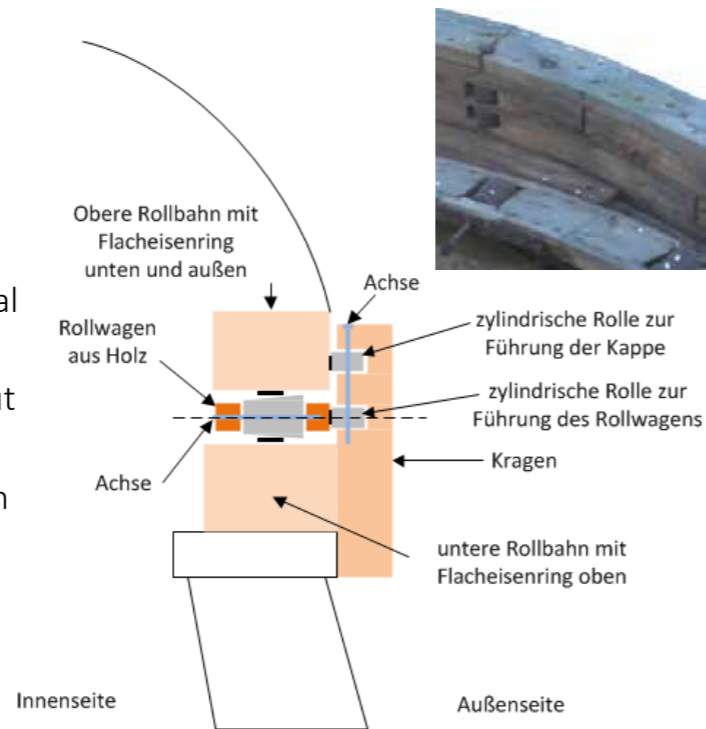 Obere Rollbahn mit
Flacheisenring
unten und außen
Achse
al
Rollwagen
aus Holz
zylindrische Rolle zur
Führung der Kappe
zylindrische Rolle zur
Führung des Rollwagens
Kragen
Achse
untere Rollbahn mit
Flacheisenring oben
Innenseite
Außenseite